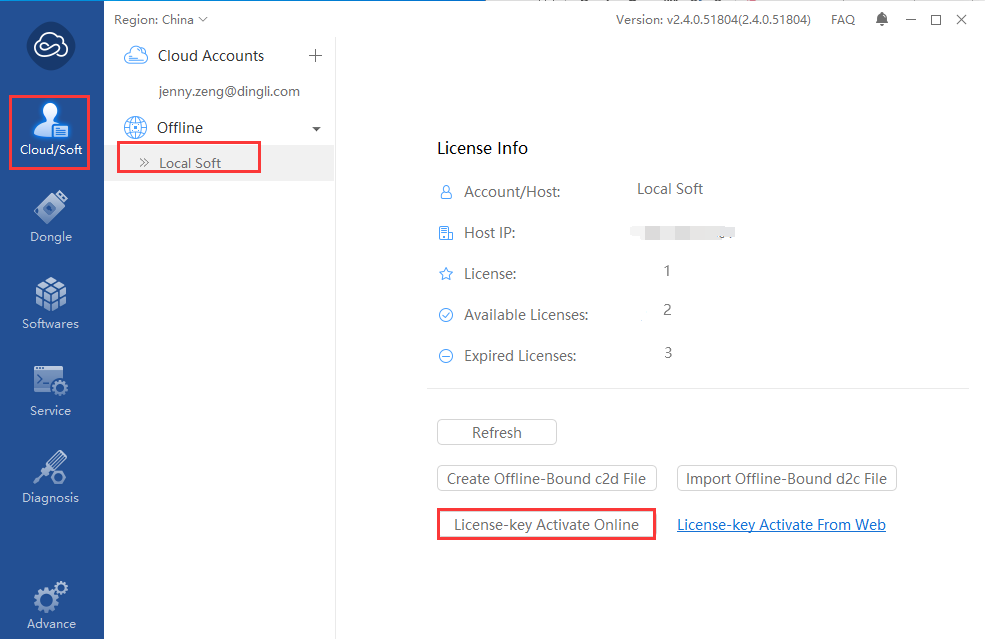 Region: China
Version: v2.4.0.51804(2.4.0.51804)
FAQ
Cloud/Soft
Dongle
Softwares
Service
Diagnosis
Advance
Cloud Accounts
jenny.zeng@dingli.com
Offline
Local Soft
License Info
Account/Host: Local Soft
Host IP:
License: 1
Available Licenses: 2
Expired Licenses: 3
Refresh
Create Offline-Bound c2d File
Import Offline-Bound d2c File
License-key Activate Online
License-key Activate From Web